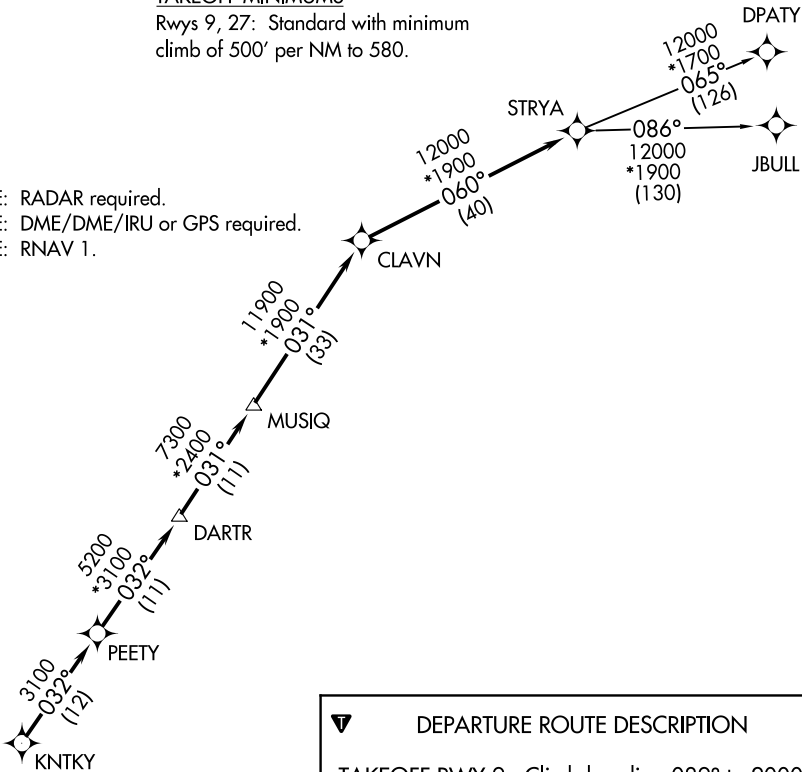 TAKEOFF MINIMUMS
Rwys 9, 27: Standard with minimum
climb of 500' per NM to 580.
DPATY
12000
*1700
065°
(126)
STRYA
086°
12000
*1900
(130)
JBULL
12000
*1900
060°
(40)
E: RADAR required.
E: DME/DME/IRU or GPS required.
E: RNAV 1.
CLAVN
11900
*1900
031°
(33)
MUSIQ
7300
*2400
031°
(11)
DARTR
5200
*3100
032°
(11)
PEETY
3100
032°
(12)
KNTKY
T DEPARTURE ROUTE DESCRIPTION